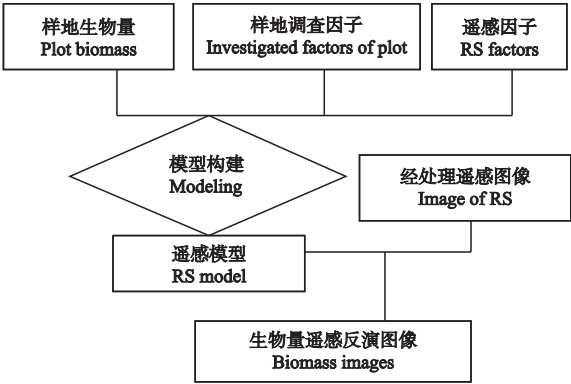 样地生物量
Plot biomass
样地调查因子
Investigated factors of plot
遥感因子
RS factors
模型构建
Modeling
经处理遥感图像
Image of RS
遥感模型
RS model
生物量遥感反演图像
Biomass images